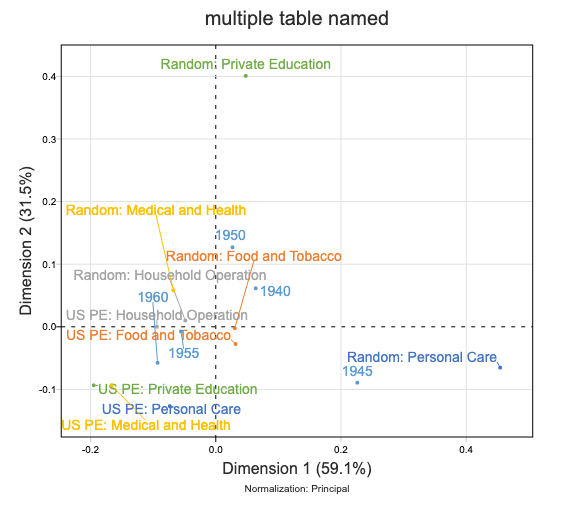 multiple table named
Random: Private Education
0.4
0.3
0.2
Random: Medical and Health
1950
Random: Food and Tobacco
0.1
Random: Household Operation
1940
1960
US PE: Household Operation
0.0
US PE: Food and Tobacco
1955
Random: Personal Care
1945
-0.1
US PE: Private Education
US PE: Personal Care
US PE: Medical and Health
-0.2
0.0
0.2
0.4
Dimension 2 (31.5%)
Dimension 1 (59.1%)
Normalization: Principal